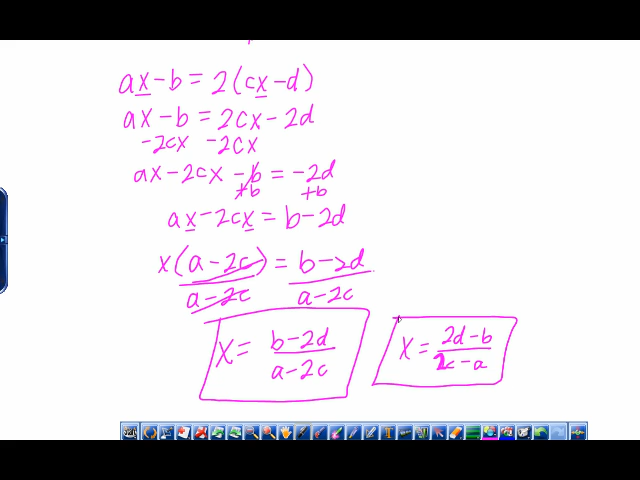 ax-b = 2(cx-d)
ax-b = 2cx-2d
-2cx -2cx
ax-2cx-b = -2d
+b +b
ax-2cx = b-2d
x(a-2c) = b-2d
a-2c a-2c
x = b-2d x = 2d-b
a-2c 2c-a